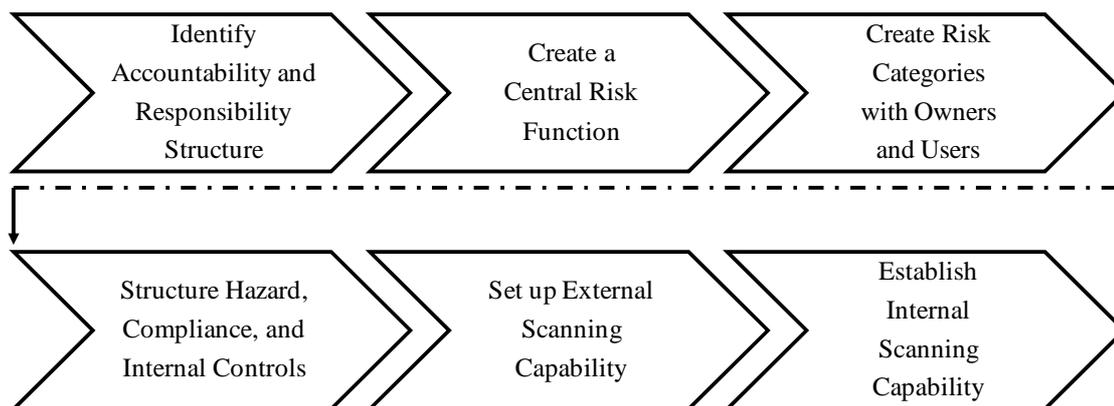 Identify
Accountability and
Responsibility
Structure
Create a
Central Risk
Function
Create Risk
Categories
with Owners
and Users
Structure Hazard,
Compliance, and
Internal Controls
Set up External
Scanning
Capability
Establish
Internal
Scanning
Capability